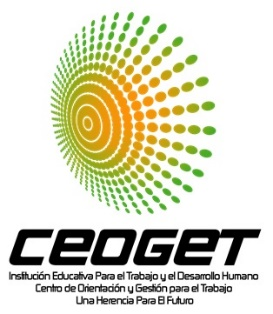 CEOGET
Institución Educativa Para el Trabajo y el Desarrollo Humano
Centro de Orientación y Gestión para el Trabajo
Una Herencia Para El Futuro